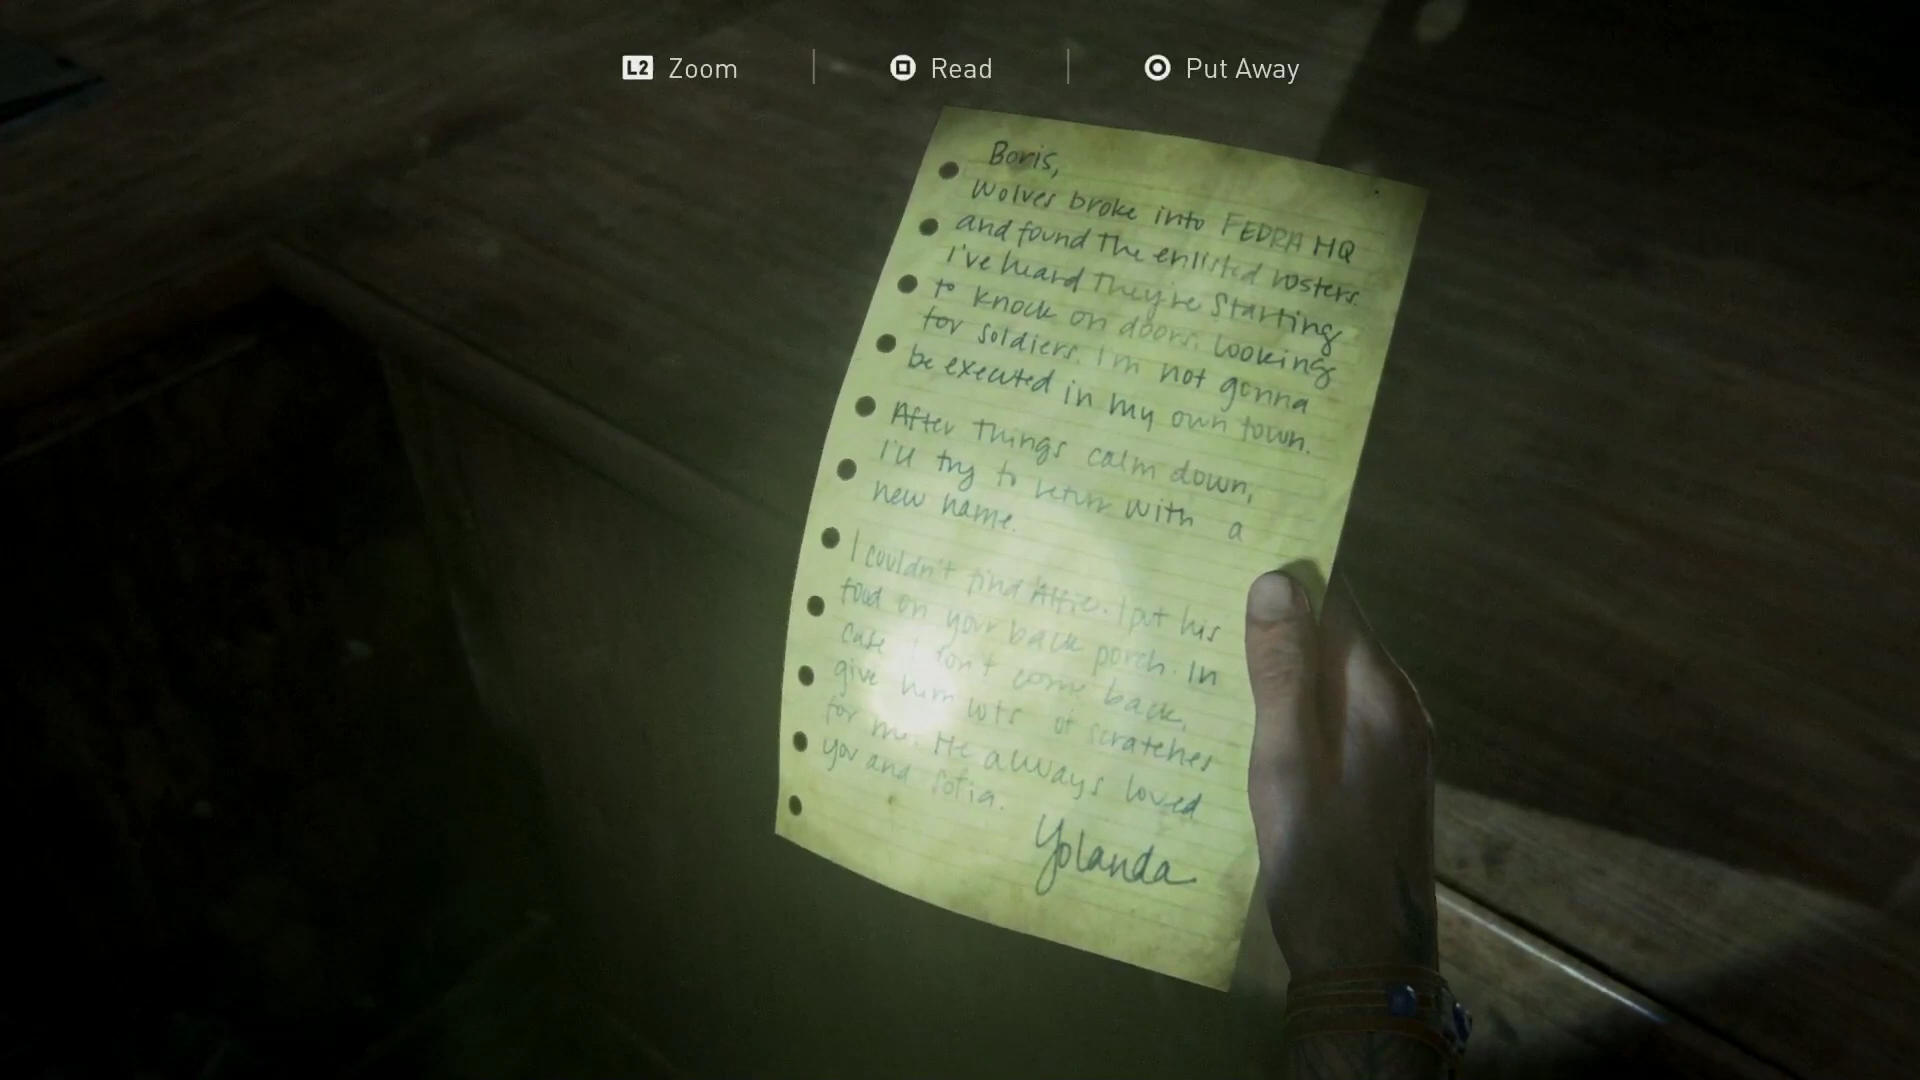 L2 Zoom | Read | Put Away
Boris,
Wolves broke into FEDRA HQ
and found the enlisted rosters.
I've heard they're starting
to knock on doors, looking
for soldiers. I'm not gonna
be executed in my own town.
After things calm down,
I'll try to return with a
new name.
I couldn't find Alfie. I put his
food on your back porch. In
case I don't come back,
give him lots of scratches
for me. He always loved
you and Sofia.
Yolanda